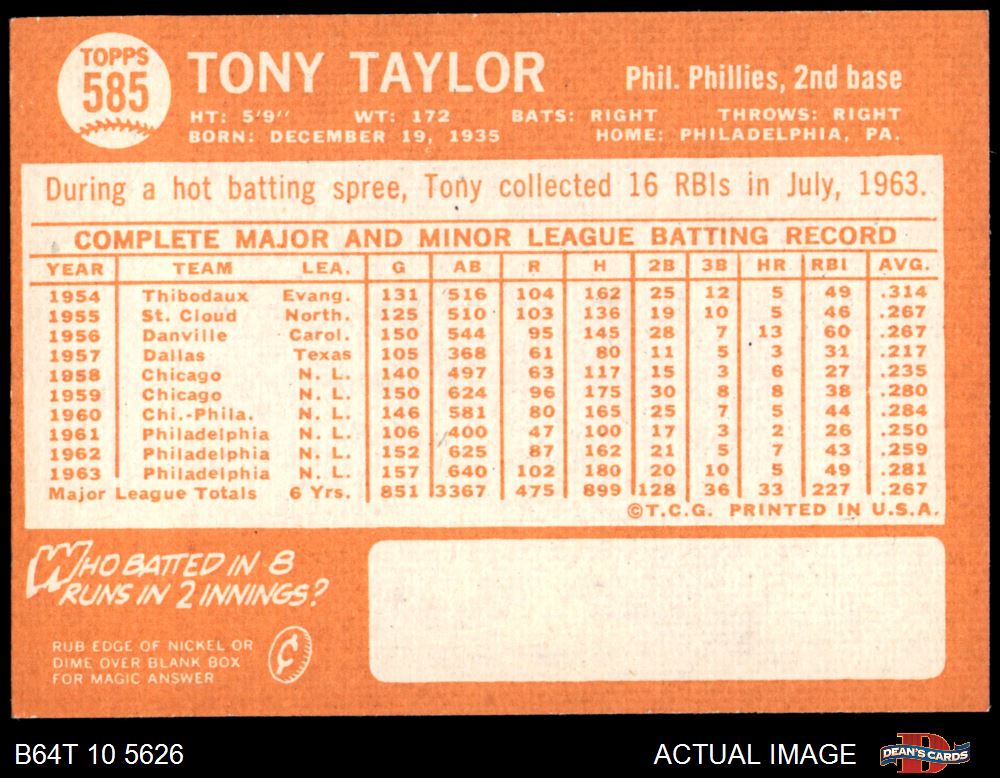 TOPPS
585
TONY TAYLOR
Phil. Phillies, 2nd base
HT: 5'9" WT: 172 BATS: RIGHT THROWS: RIGHT
BORN: DECEMBER 19, 1935 HOME: PHILADELPHIA, PA.
During a hot batting spree, Tony collected 16 RBIs in July, 1963.
COMPLETE MAJOR AND MINOR LEAGUE BATTING RECORD
YEAR TEAM LEA. G AB R H 2B 3B HR RBI AVG.
1954 Thibodaux Evang. 131 516 104 162 25 12 5 49 .314
1955 St. Cloud North. 125 510 103 136 19 10 5 46 .267
1956 Danville Carol. 150 544 95 145 28 7 13 60 .267
1957 Dallas Texas 105 368 61 80 11 5 3 31 .217
1958 Chicago N. L. 140 497 63 117 15 3 6 27 .235
1959 Chicago N. L. 150 624 96 175 30 8 8 38 .280
1960 Chi.-Phila. N. L. 146 581 80 165 25 7 5 44 .284
1961 Philadelphia N. L. 106 400 47 100 17 3 2 26 .250
1962 Philadelphia N. L. 152 625 87 162 21 5 7 43 .259
1963 Philadelphia N. L. 157 640 102 180 20 10 5 49 .281
Major League Totals 6 Yrs. 851 3367 475 899 128 36 33 227 .267
©T.C.G. PRINTED IN U.S.A.
WHO BATTED IN 8
RUNS IN 2 INNINGS?
RUB EDGE OF NICKEL OR
DIME OVER BLANK BOX
FOR MAGIC ANSWER
¢
B64T 10 5626
ACTUAL IMAGE
D
DEAN'S CARDS